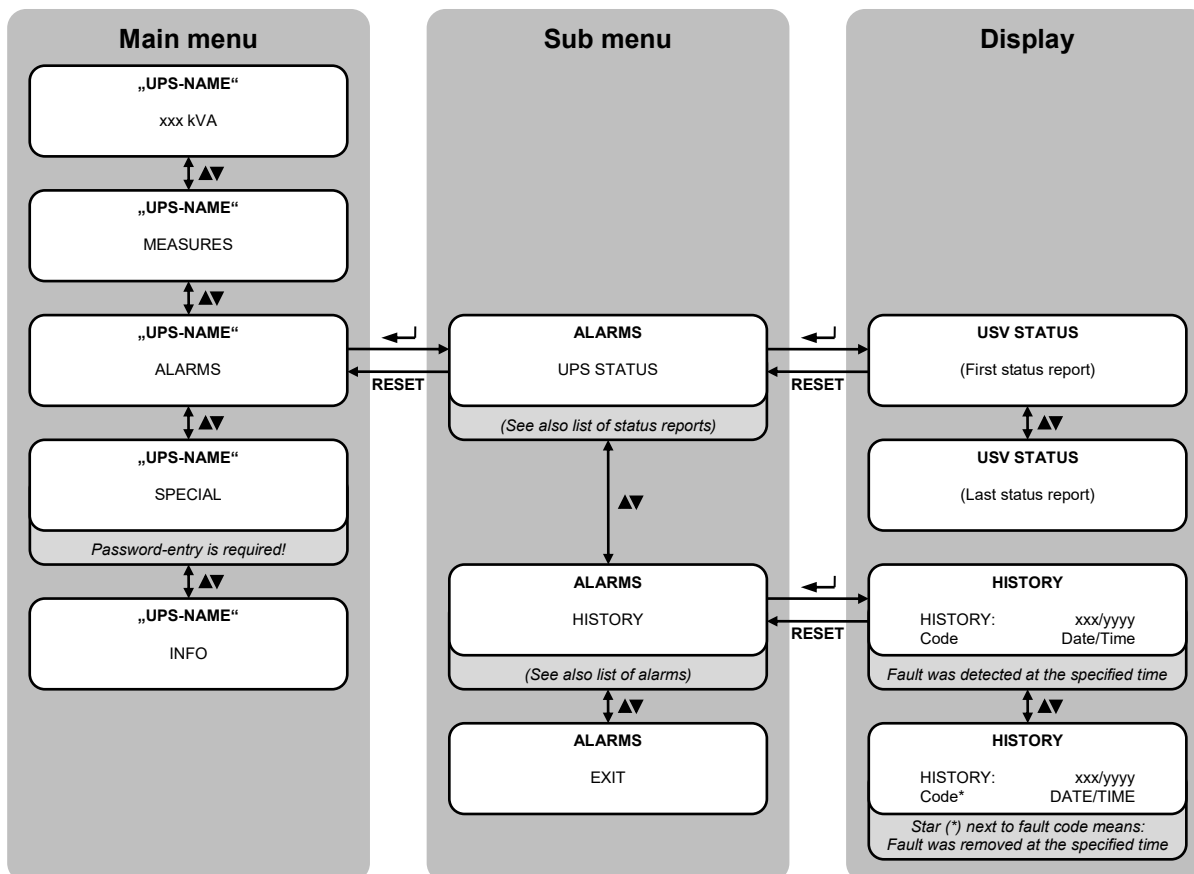 Main menu
„UPS-NAME“
xxx kVA
▲▼
„UPS-NAME“
MEASURES
▲▼
„UPS-NAME“
ALARMS
▲▼
„UPS-NAME“
SPECIAL
Password-entry is required!
▲▼
„UPS-NAME“
INFO
RESET
Sub menu
ALARMS
UPS STATUS
(See also list of status reports)
▲▼
ALARMS
HISTORY
(See also list of alarms)
▲▼
ALARMS
EXIT
RESET
RESET
Display
USV STATUS
(First status report)
▲▼
USV STATUS
(Last status report)
HISTORY
HISTORY: xxx/yyyy
Code Date/Time
Fault was detected at the specified time
▲▼
HISTORY
HISTORY: xxx/yyyy
Code* DATE/TIME
Star (*) next to fault code means:
Fault was removed at the specified time